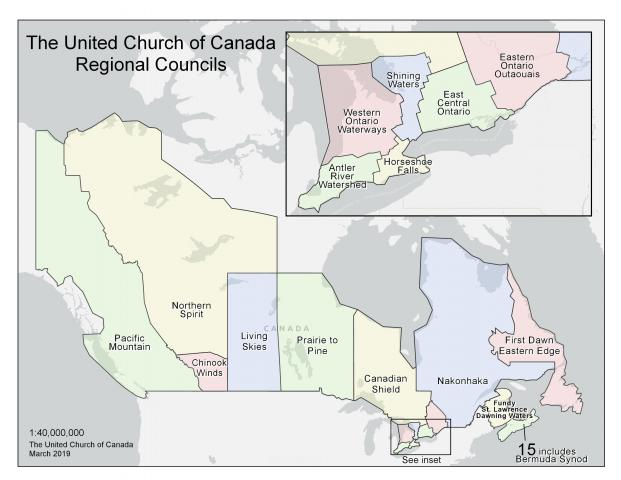 The United Church of Canada
Regional Councils
Eastern
Ontario
Outaouais
Shining
Waters
East
Central
Ontario
Western
Ontario
Waterways
Horseshoe
Falls
Antler
River
Watershed
Northern
Spirit
Pacific
Mountain
Chinook
Winds
Living
Skies
CANADA
Prairie to
Pine
Canadian
Shield
Nakonhaka
First Dawn
Eastern Edge
Fundy
St. Lawrence
Dawning Waters
15 includes
Bermuda Synod
See inset
1:40,000,000
The United Church of Canada
March 2019